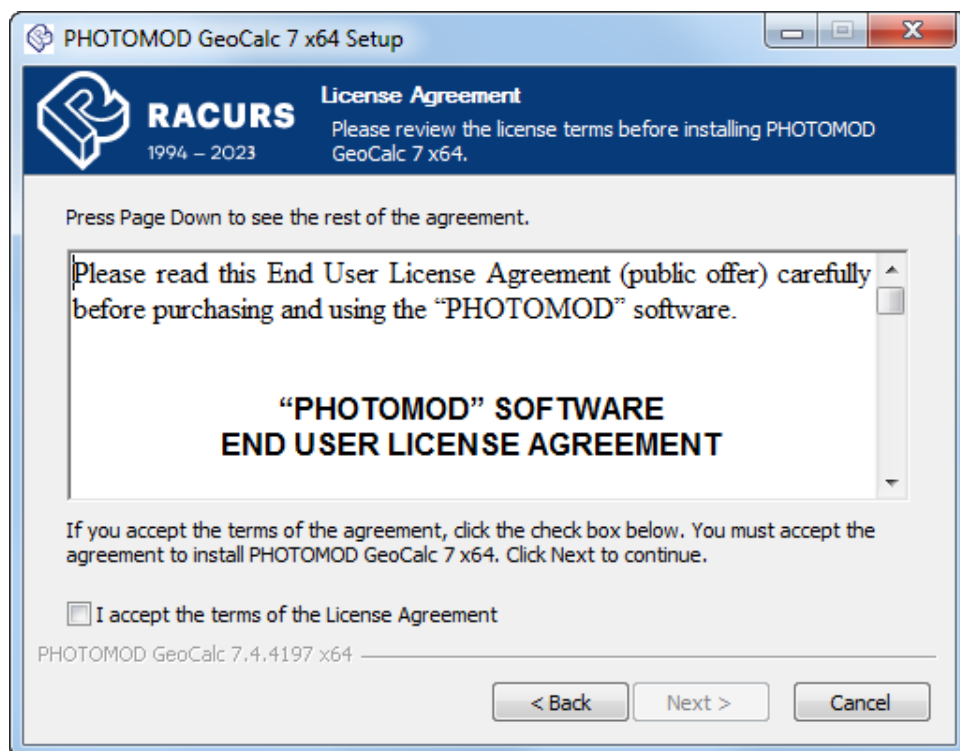 PHOTOMOD GeoCalc 7 x64 Setup
RACURS
1994 – 2023
License Agreement
Please review the license terms before installing PHOTOMOD
GeoCalc 7 x64.
Press Page Down to see the rest of the agreement.
Please read this End User License Agreement (public offer) carefully
before purchasing and using the “PHOTOMOD” software.
“PHOTOMOD” SOFTWARE
END USER LICENSE AGREEMENT
If you accept the terms of the agreement, click the check box below. You must accept the
agreement to install PHOTOMOD GeoCalc 7 x64. Click Next to continue.
I accept the terms of the License Agreement
PHOTOMOD GeoCalc 7.4.4197 x64
< Back
Next >
Cancel